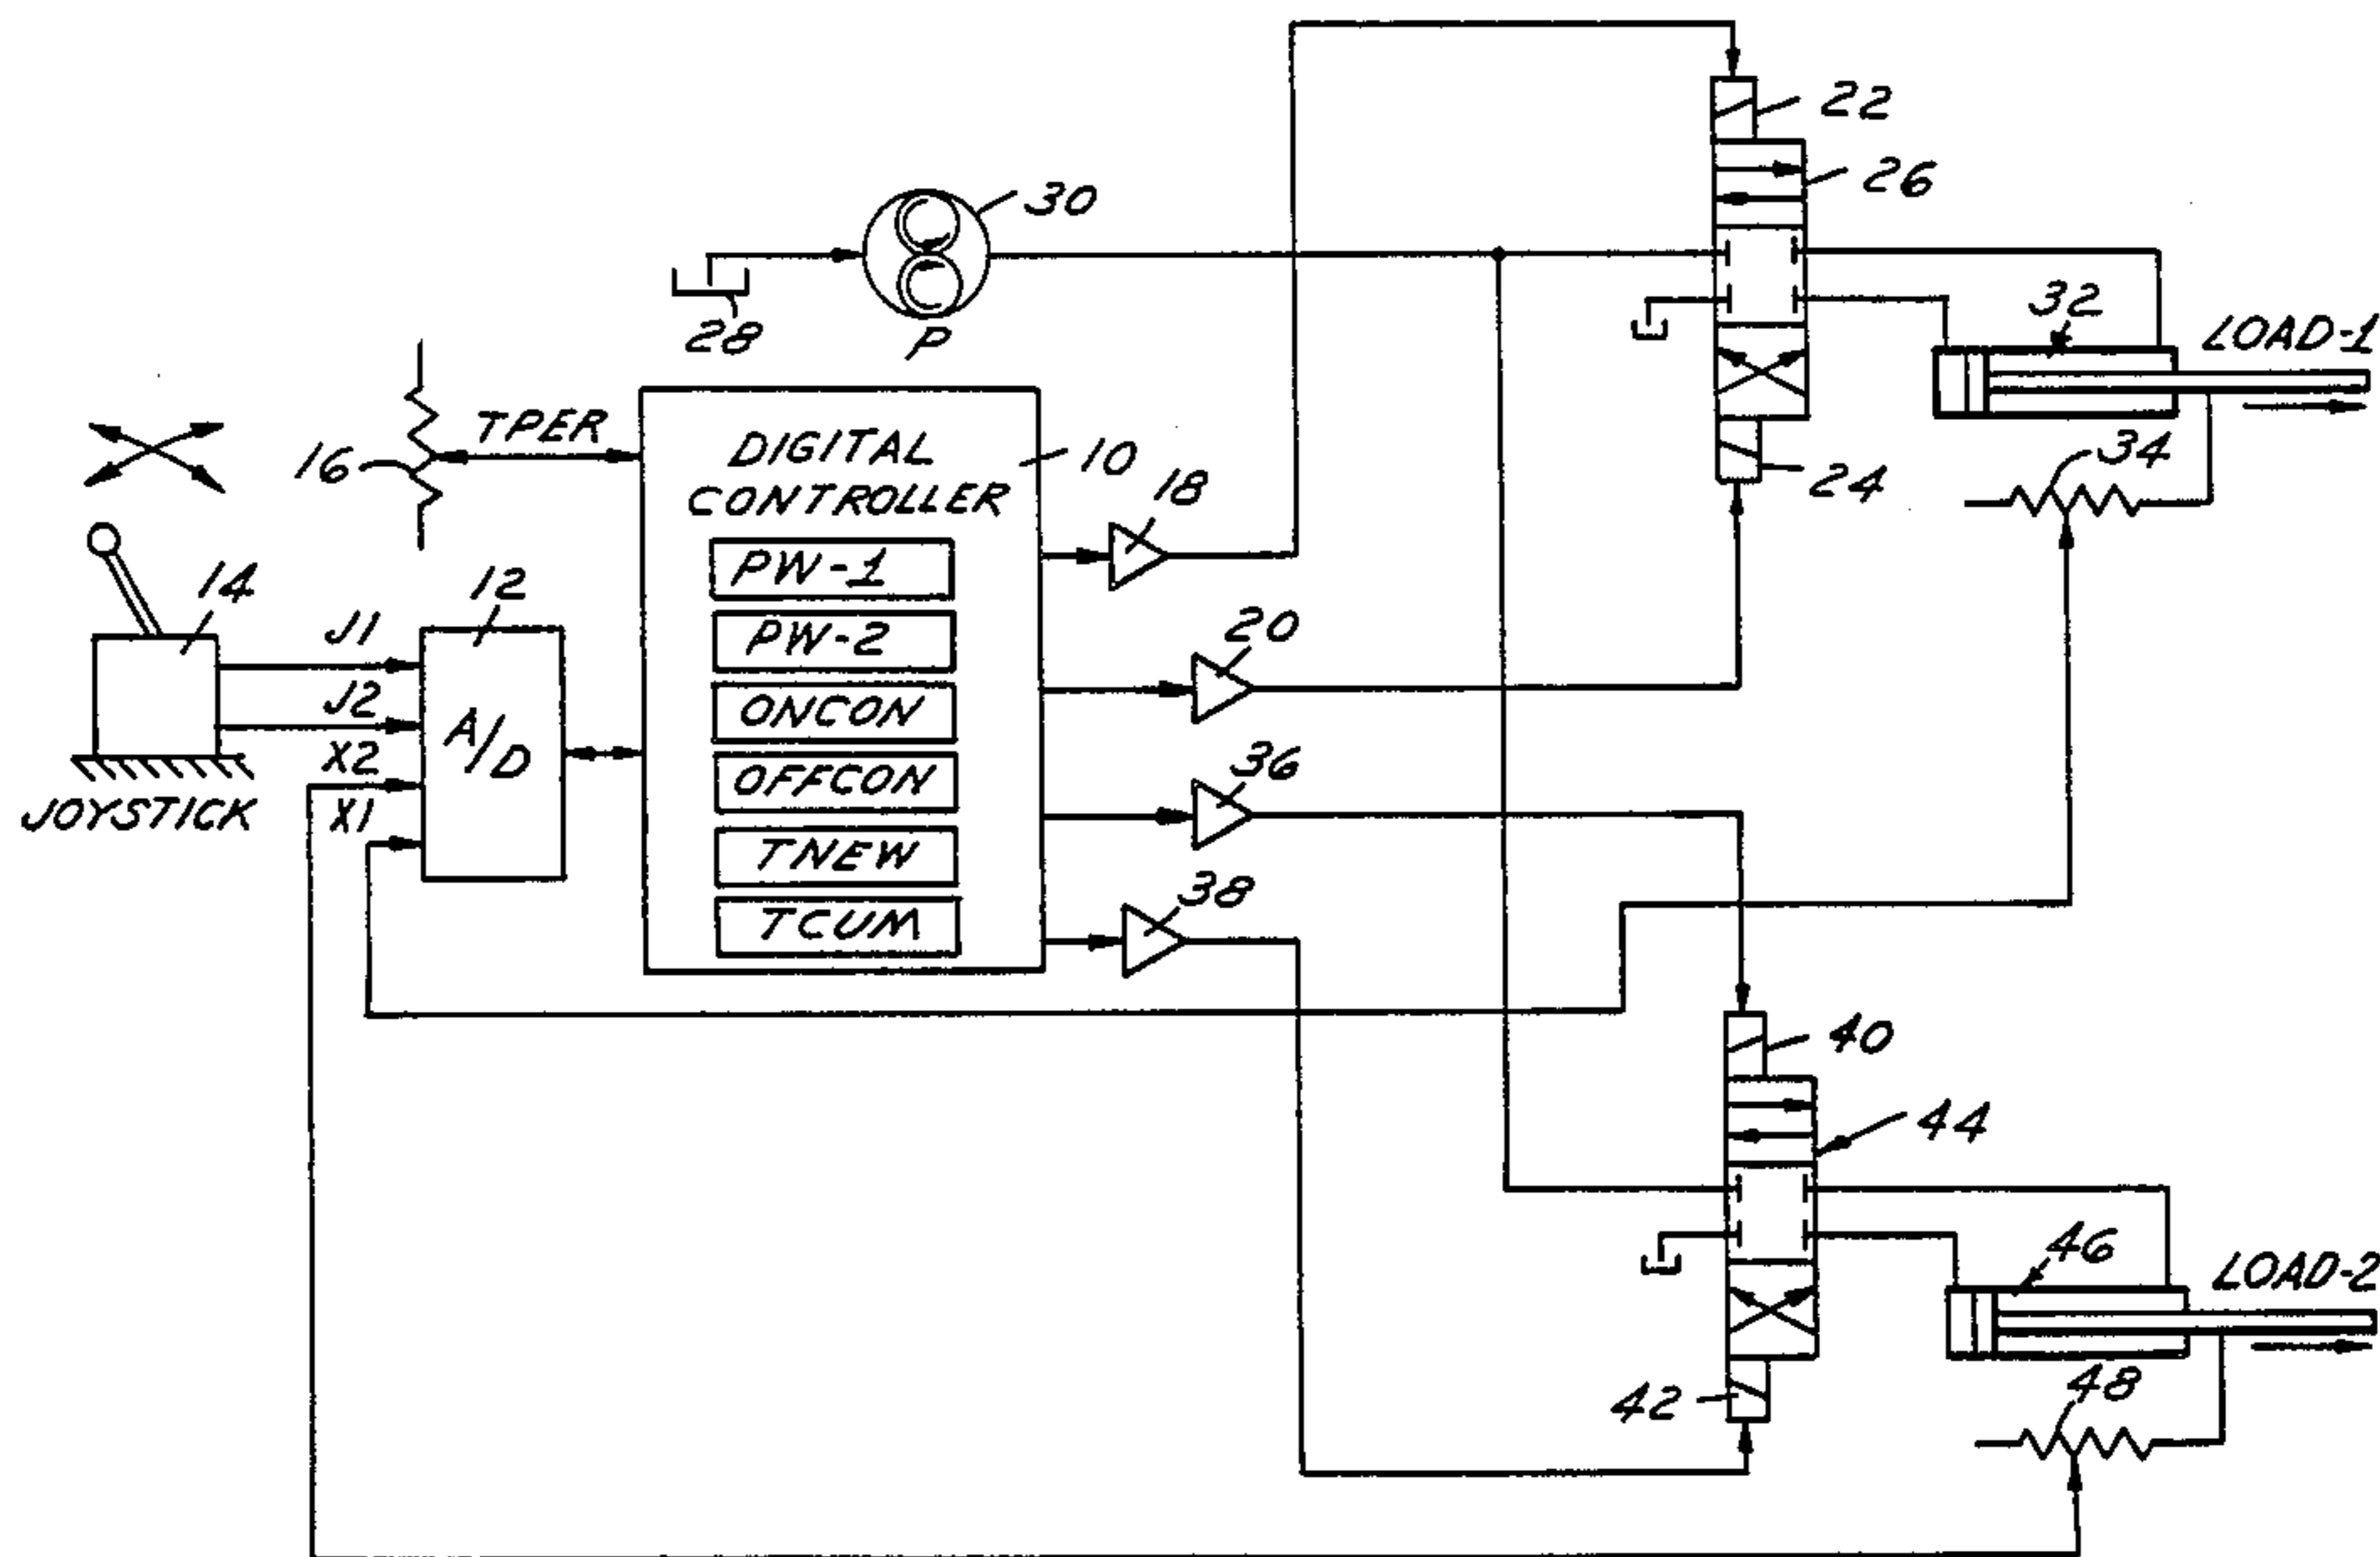 22
26
30
28
P
32
LOAD-1
TPER
16
DIGITAL
CONTROLLER
10
18
24
34
PW-1
PW-2
ONCON
OFFCON
TNEW
TCUM
14
J1
12
J2
X2
X1
A/D
JOYSTICK
20
36
38
40
44
46
LOAD-2
42
48